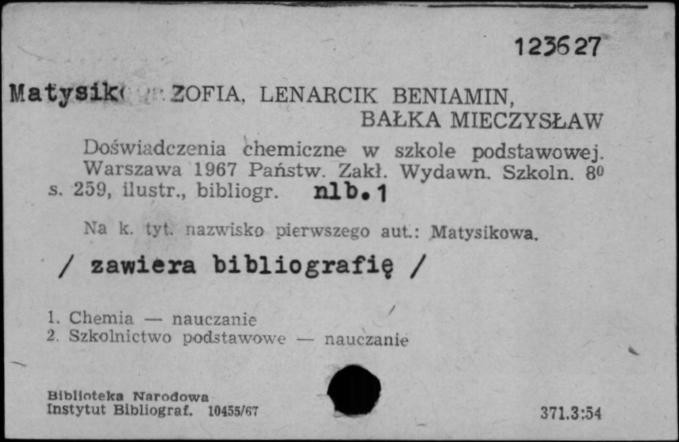 123627
Matysik ZOFIA, LENARCIK BENIAMIN,
BAŁKA MIECZYSŁAW
Doświadczenia chemiczne w szkole podstawowej.
Warszawa 1967 Państw. Zakł. Wydawn. Szkoln. 8⁰
s. 259, ilustr., bibliogr. nlb. 1
Na k. tyt. nazwisko pierwszego aut.: Matysikowa.
/ zawiera bibliografię /
1. Chemia — nauczanie
2. Szkolnictwo podstawowe — nauczanie
Biblioteka Narodowa
Instytut Bibliograf. 10455/67
371.3:54